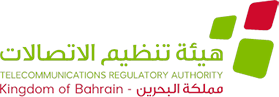 هيئة تنظيم الاتصالات
TELECOMMUNICATIONS REGULATORY AUTHORITY
Kingdom of Bahrain - مملكة البحرين